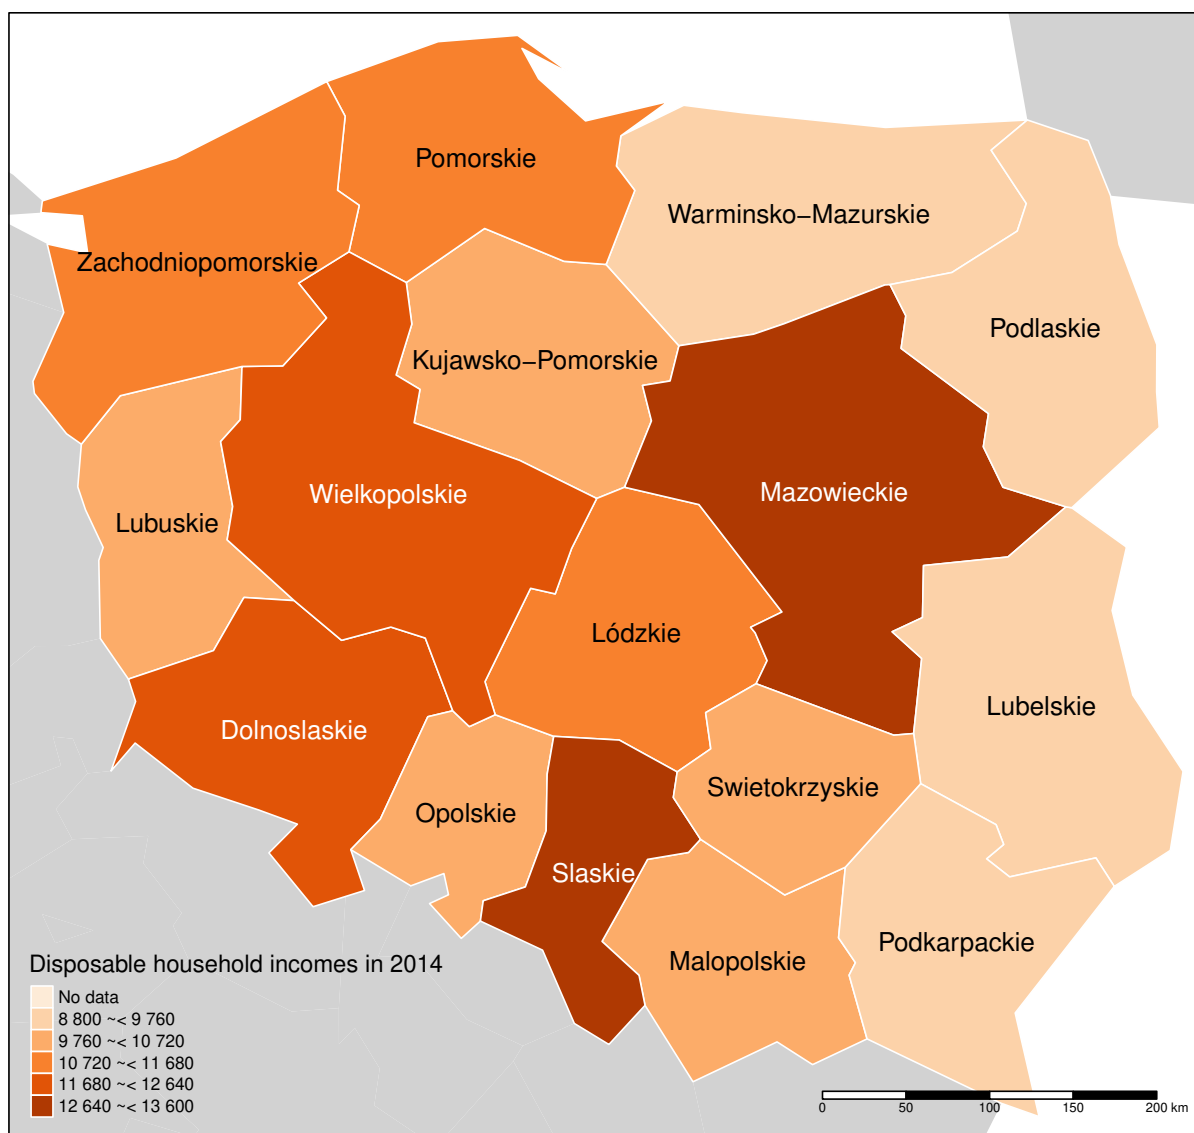 Pomorskie
Warminsko−Mazurskie
Zachodniopomorskie
Podlaskie
Kujawsko−Pomorskie
Wielkopolskie
Mazowieckie
Lubuskie
Lódzkie
Lubelskie
Dolnoslaskie
Swietokrzyskie
Opolskie
Slaskie
Podkarpackie
Malopolskie
Disposable household incomes in 2014
No data
8 800 ~< 9 760
9 760 ~< 10 720
10 720 ~< 11 680
11 680 ~< 12 640
12 640 ~< 13 600
0 50 100 150 200 km